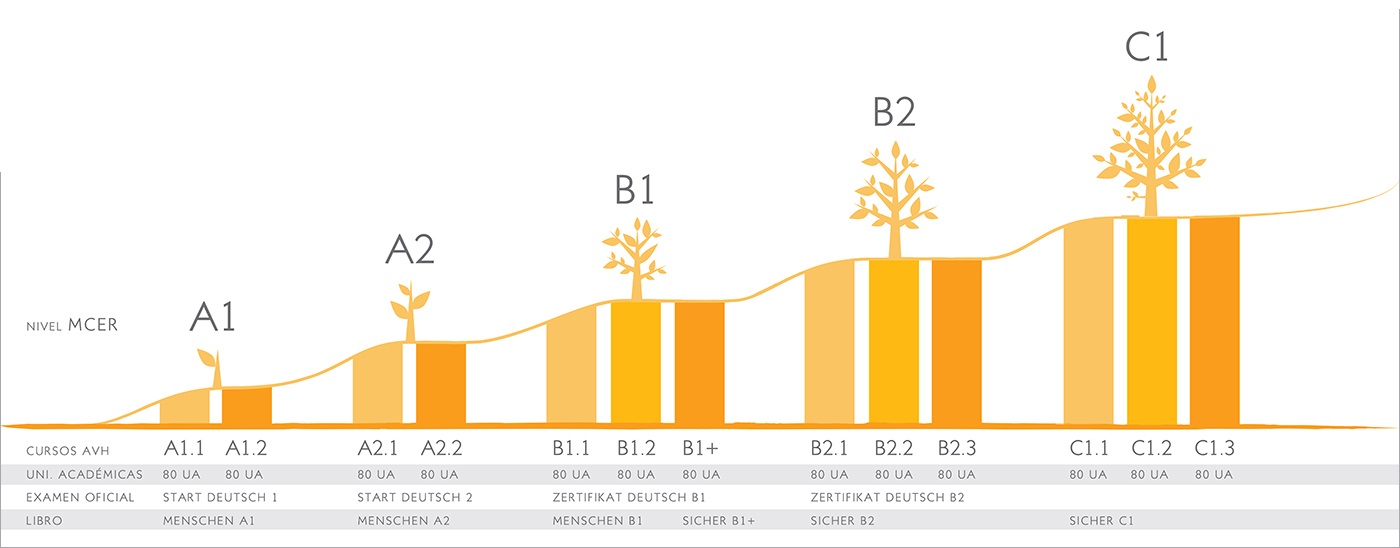 C1
B2
B1
A2
A1
NIVEL MCER
CURSOS AVH A1.1 A1.2 A2.1 A2.2 B1.1 B1.2 B1+ B2.1 B2.2 B2.3 C1.1 C1.2 C1.3
UNI. ACADÉMICAS 80 UA 80 UA 80 UA 80 UA 80 UA 80 UA 80 UA 80 UA 80 UA 80 UA 80 UA 80 UA 80 UA
EXAMEN OFICIAL START DEUTSCH 1 START DEUTSCH 2 ZERTIFIKAT DEUTSCH B1 ZERTIFIKAT DEUTSCH B2
LIBRO MENSCHEN A1 MENSCHEN A2 MENSCHEN B1 SICHER B1+ SICHER B2 SICHER C1